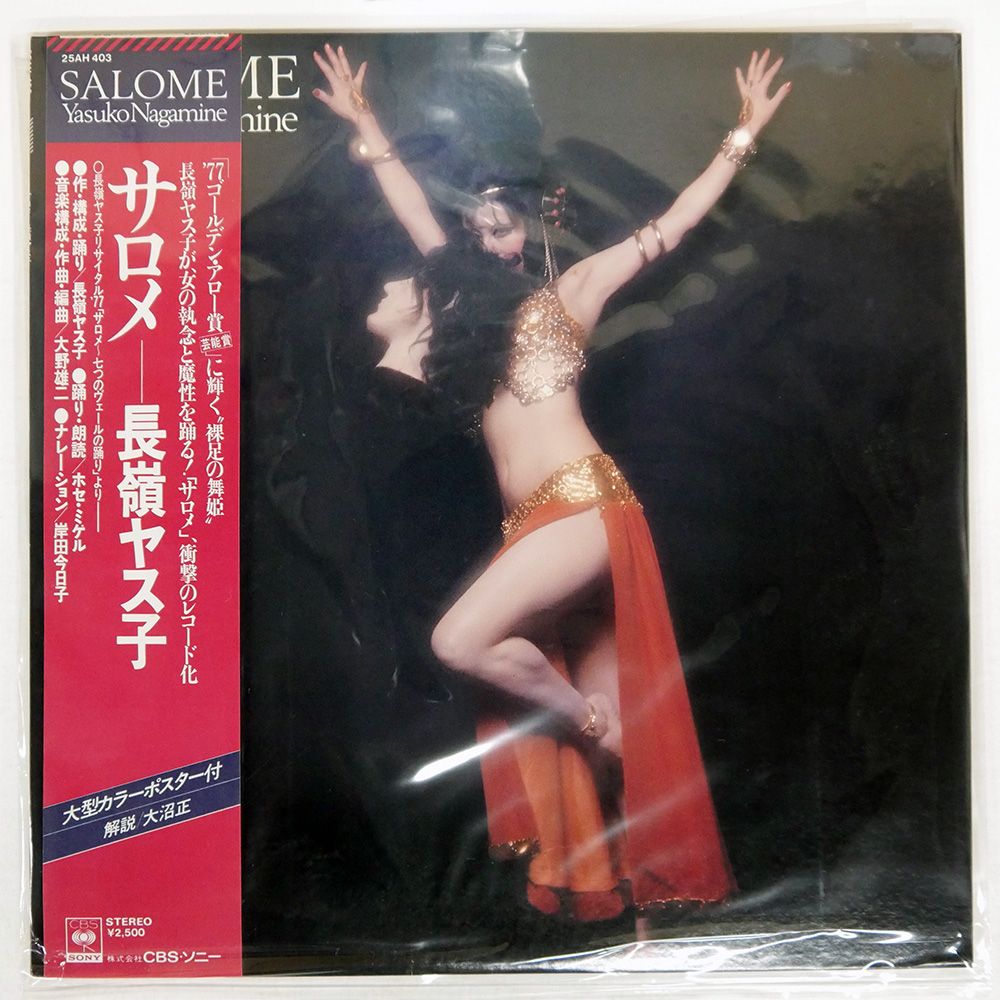 25AH 403
SALOME
Yasuko Nagamine
ME
mine
「'77、ゴールデン・アロー賞芸能賞」に輝く“裸足の舞姫”
長嶺ヤス子が、女の執念と魔性を踊る！「サロメ」、衝撃のレコード化
サロメ──長嶺ヤス子
○長嶺ヤス子リサイタル'77「サロメ〜七つのヴェールの踊り」より──
●作・構成・踊り/長嶺ヤス子 ●踊り・朗読/ホセ・ミゲル
●音楽構成・作曲・編曲/大野雄二 ●ナレーション/岸田今日子
大型カラーポスター付
解説/大沼正
CBS
SONY
STEREO
¥2,500
株式会社CBS・ソニー